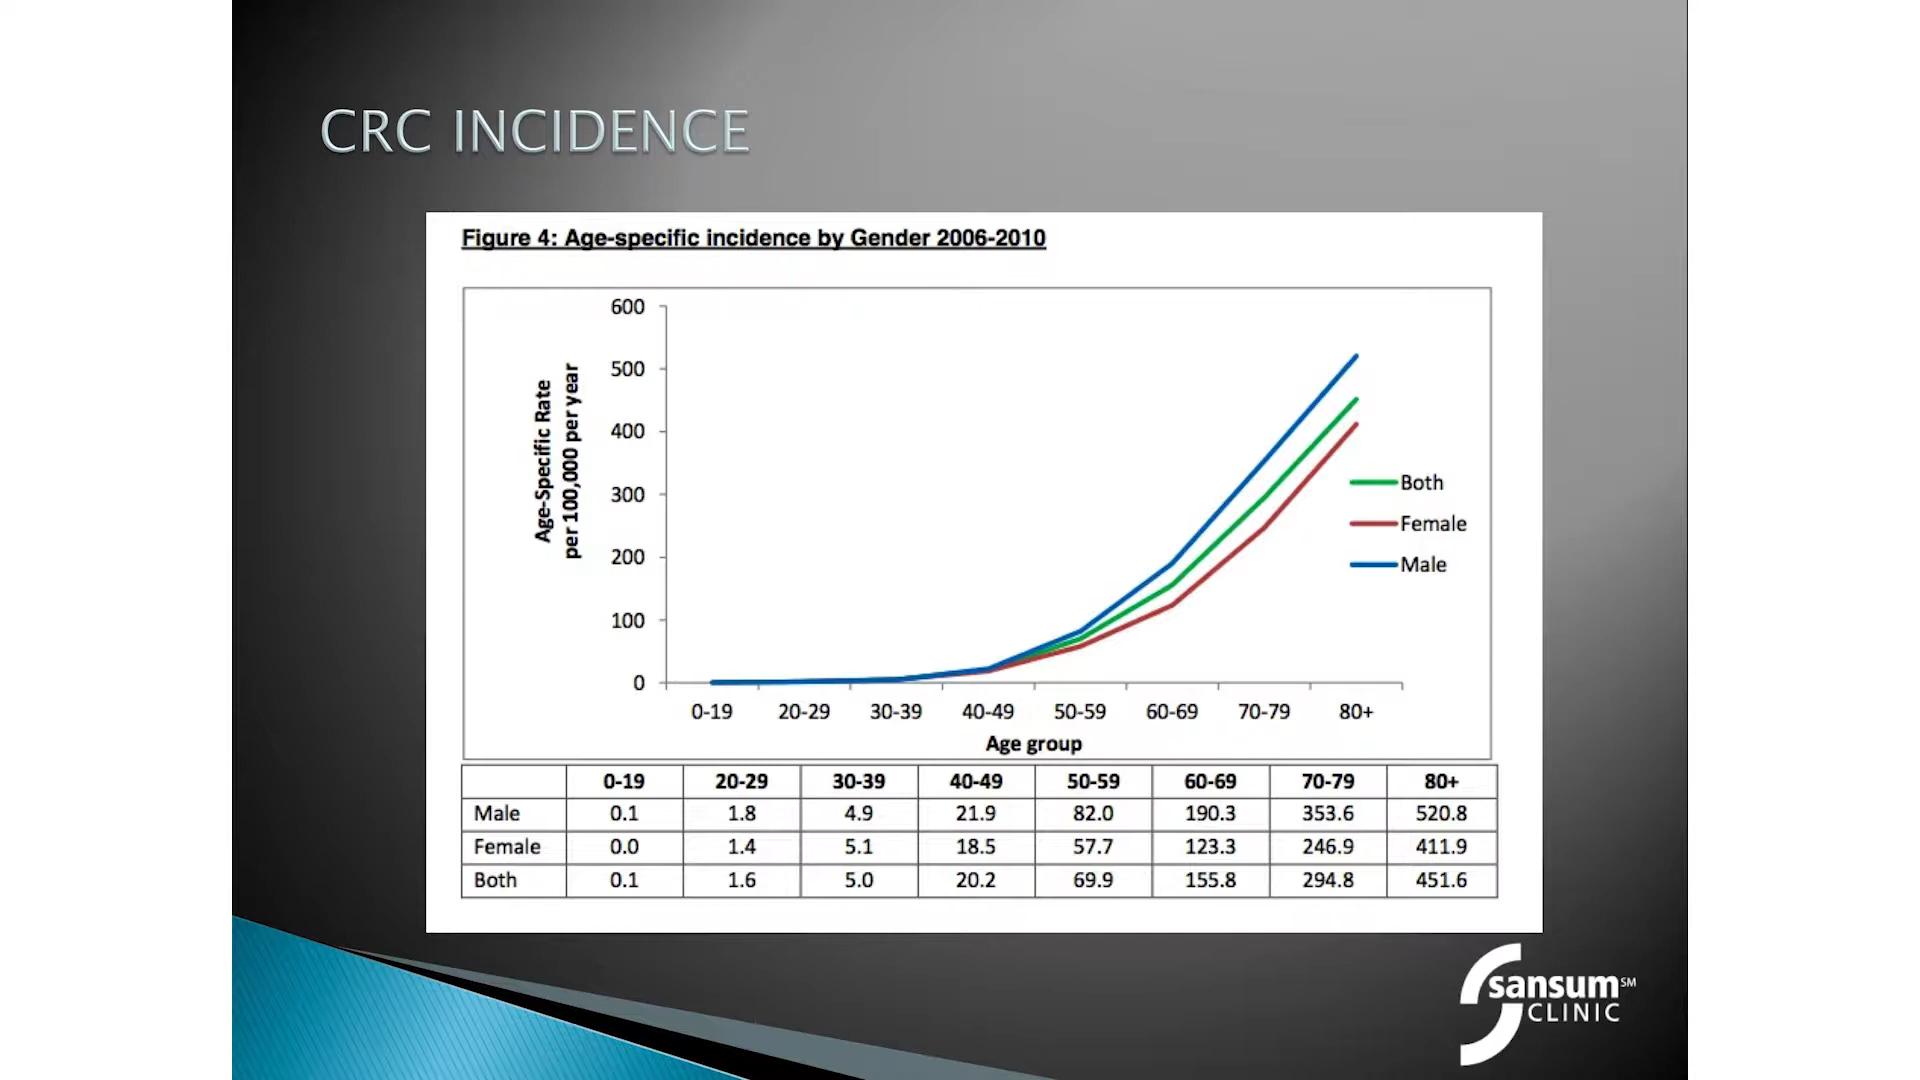 CRC INCIDENCE
Figure 4: Age-specific incidence by Gender 2006-2010
600
500
400
300
200
100
0
Age-Specific Rate
per 100,000 per year
0-19 20-29 30-39 40-49 50-59 60-69 70-79 80+
Age group
Both
Female
Male
0-19 20-29 30-39 40-49 50-59 60-69 70-79 80+
Male 0.1 1.8 4.9 21.9 82.0 190.3 353.6 520.8
Female 0.0 1.4 5.1 18.5 57.7 123.3 246.9 411.9
Both 0.1 1.6 5.0 20.2 69.9 155.8 294.8 451.6
sansum SM
CLINIC